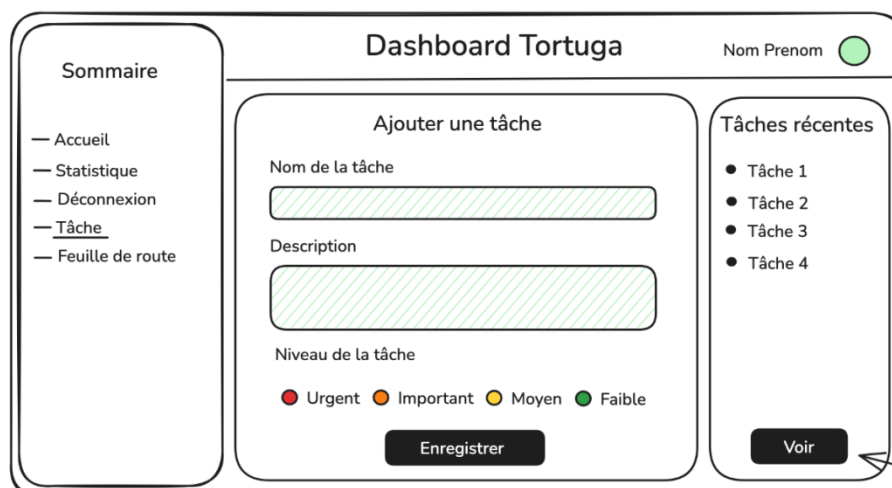 Dashboard Tortuga
Nom Prenom
Sommaire
Accueil
Statistique
Déconnexion
Tâche
Feuille de route
Ajouter une tâche
Nom de la tâche
Description
Niveau de la tâche
Urgent Important Moyen Faible
Enregistrer
Tâches récentes
Tâche 1
Tâche 2
Tâche 3
Tâche 4
Voir